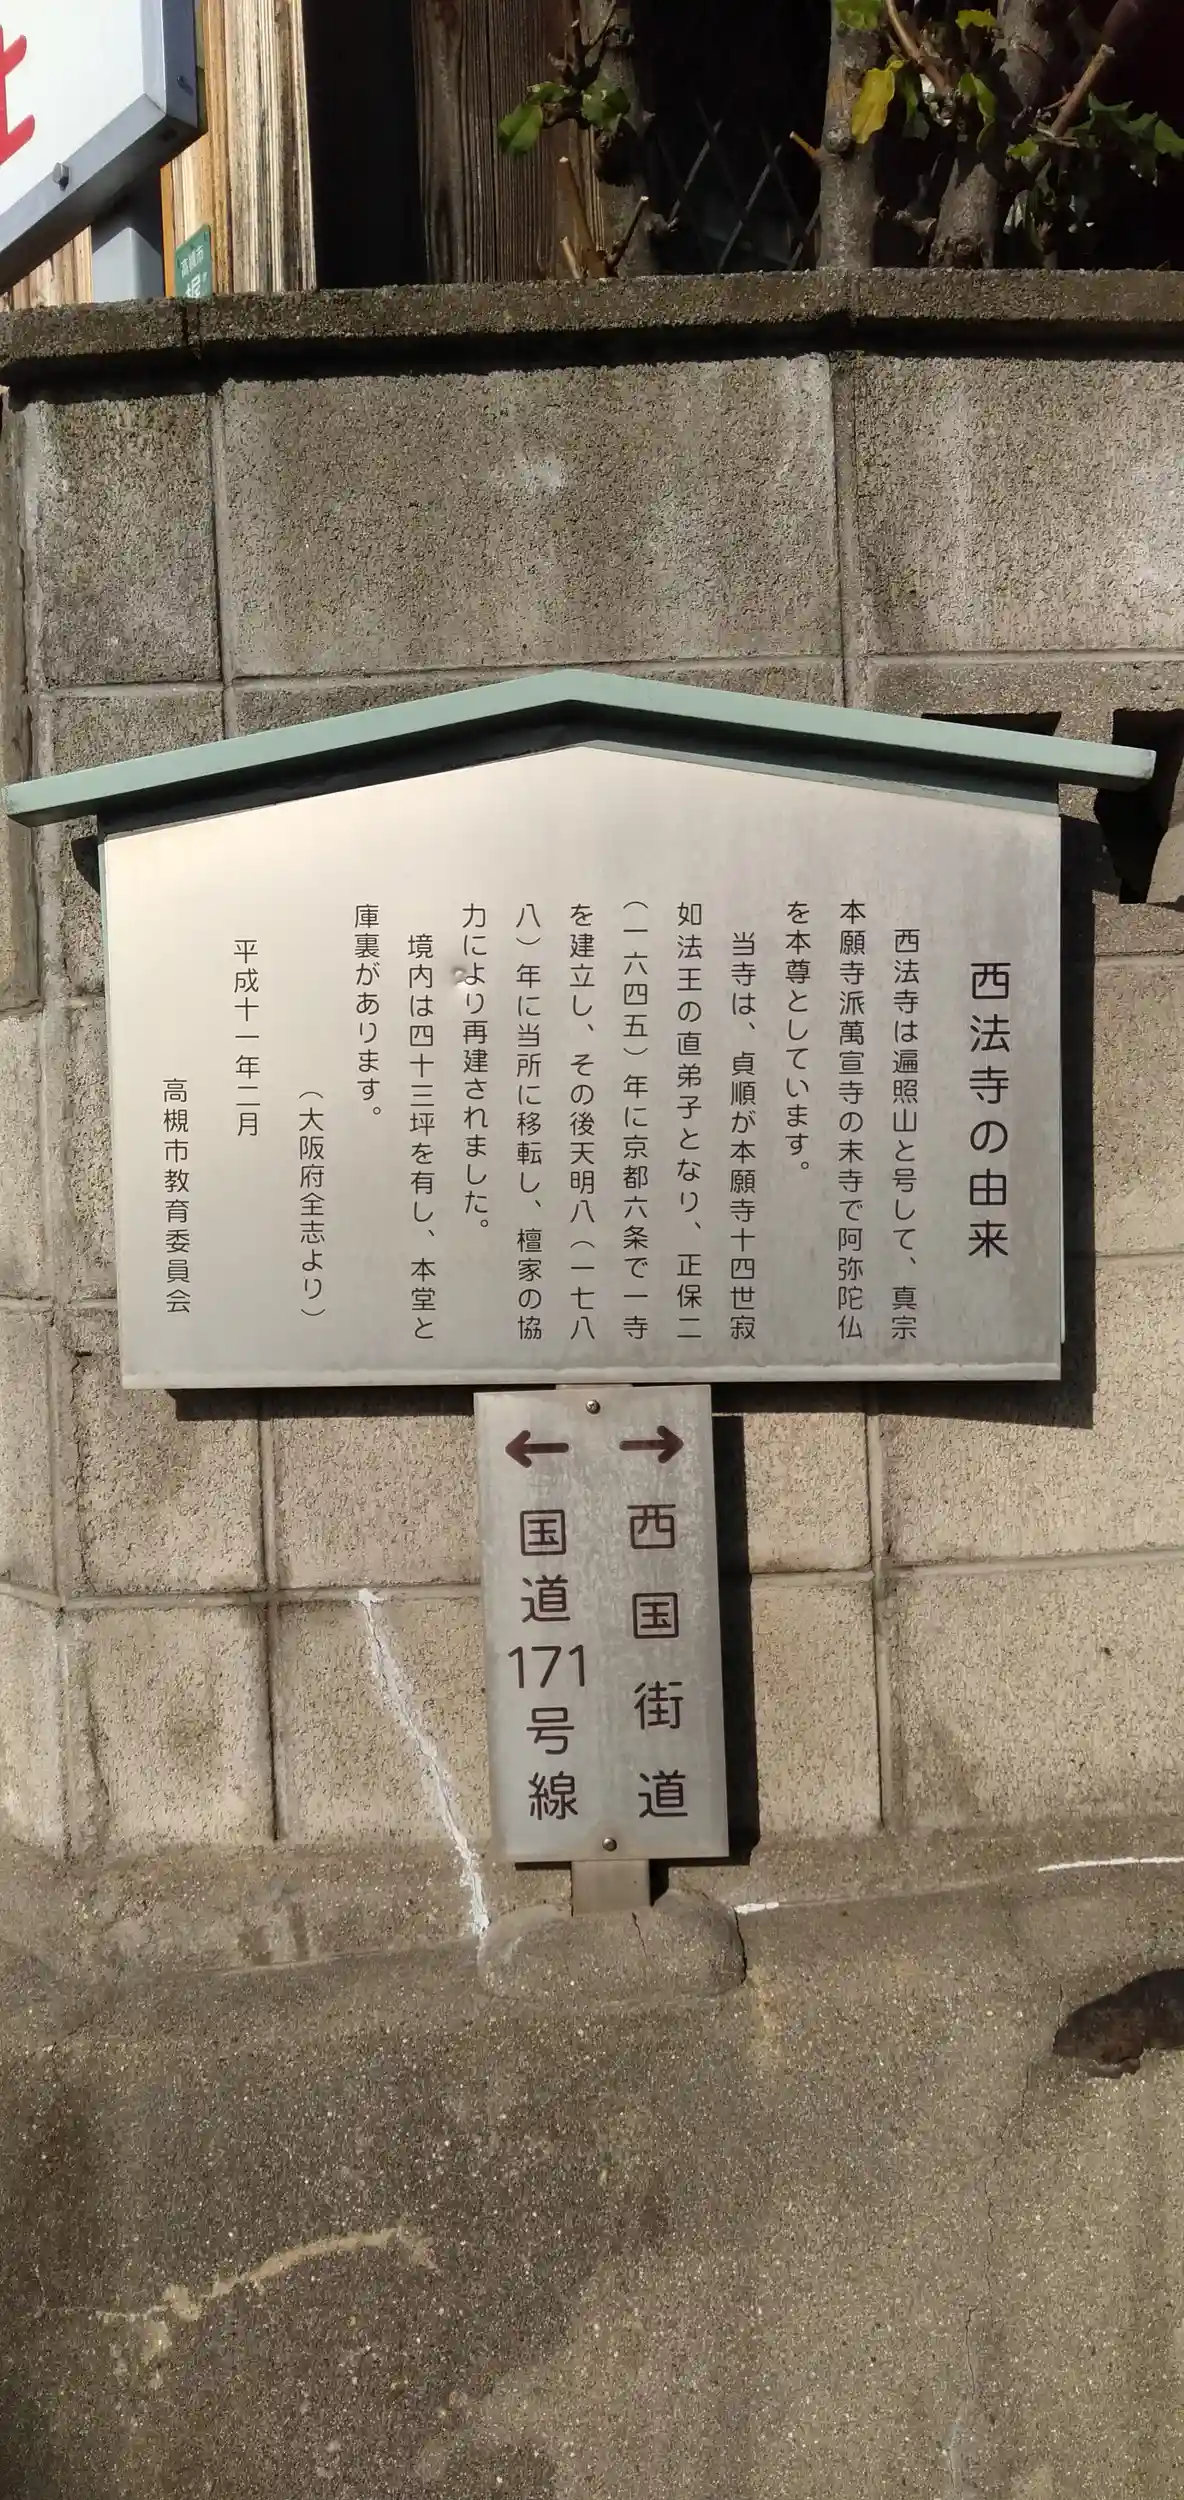 高槻市
西法寺の由来
西法寺は遍照山と号して、真宗
本願寺派萬宣寺の末寺で阿弥陀仏
を本尊としています。
当寺は、貞順が本願寺十四世寂
如法王の直弟子となり、正保二
(一六四五)年に京都六条で一寺
を建立し、その後天明八(一七八
八)年に当所に移転し、檀家の協
力により再建されました。
境内は四十三坪を有し、本堂と
庫裏があります。
(大阪府全志より)
平成十一年二月
高槻市教育委員会
→ 西国街道
← 国道171号線